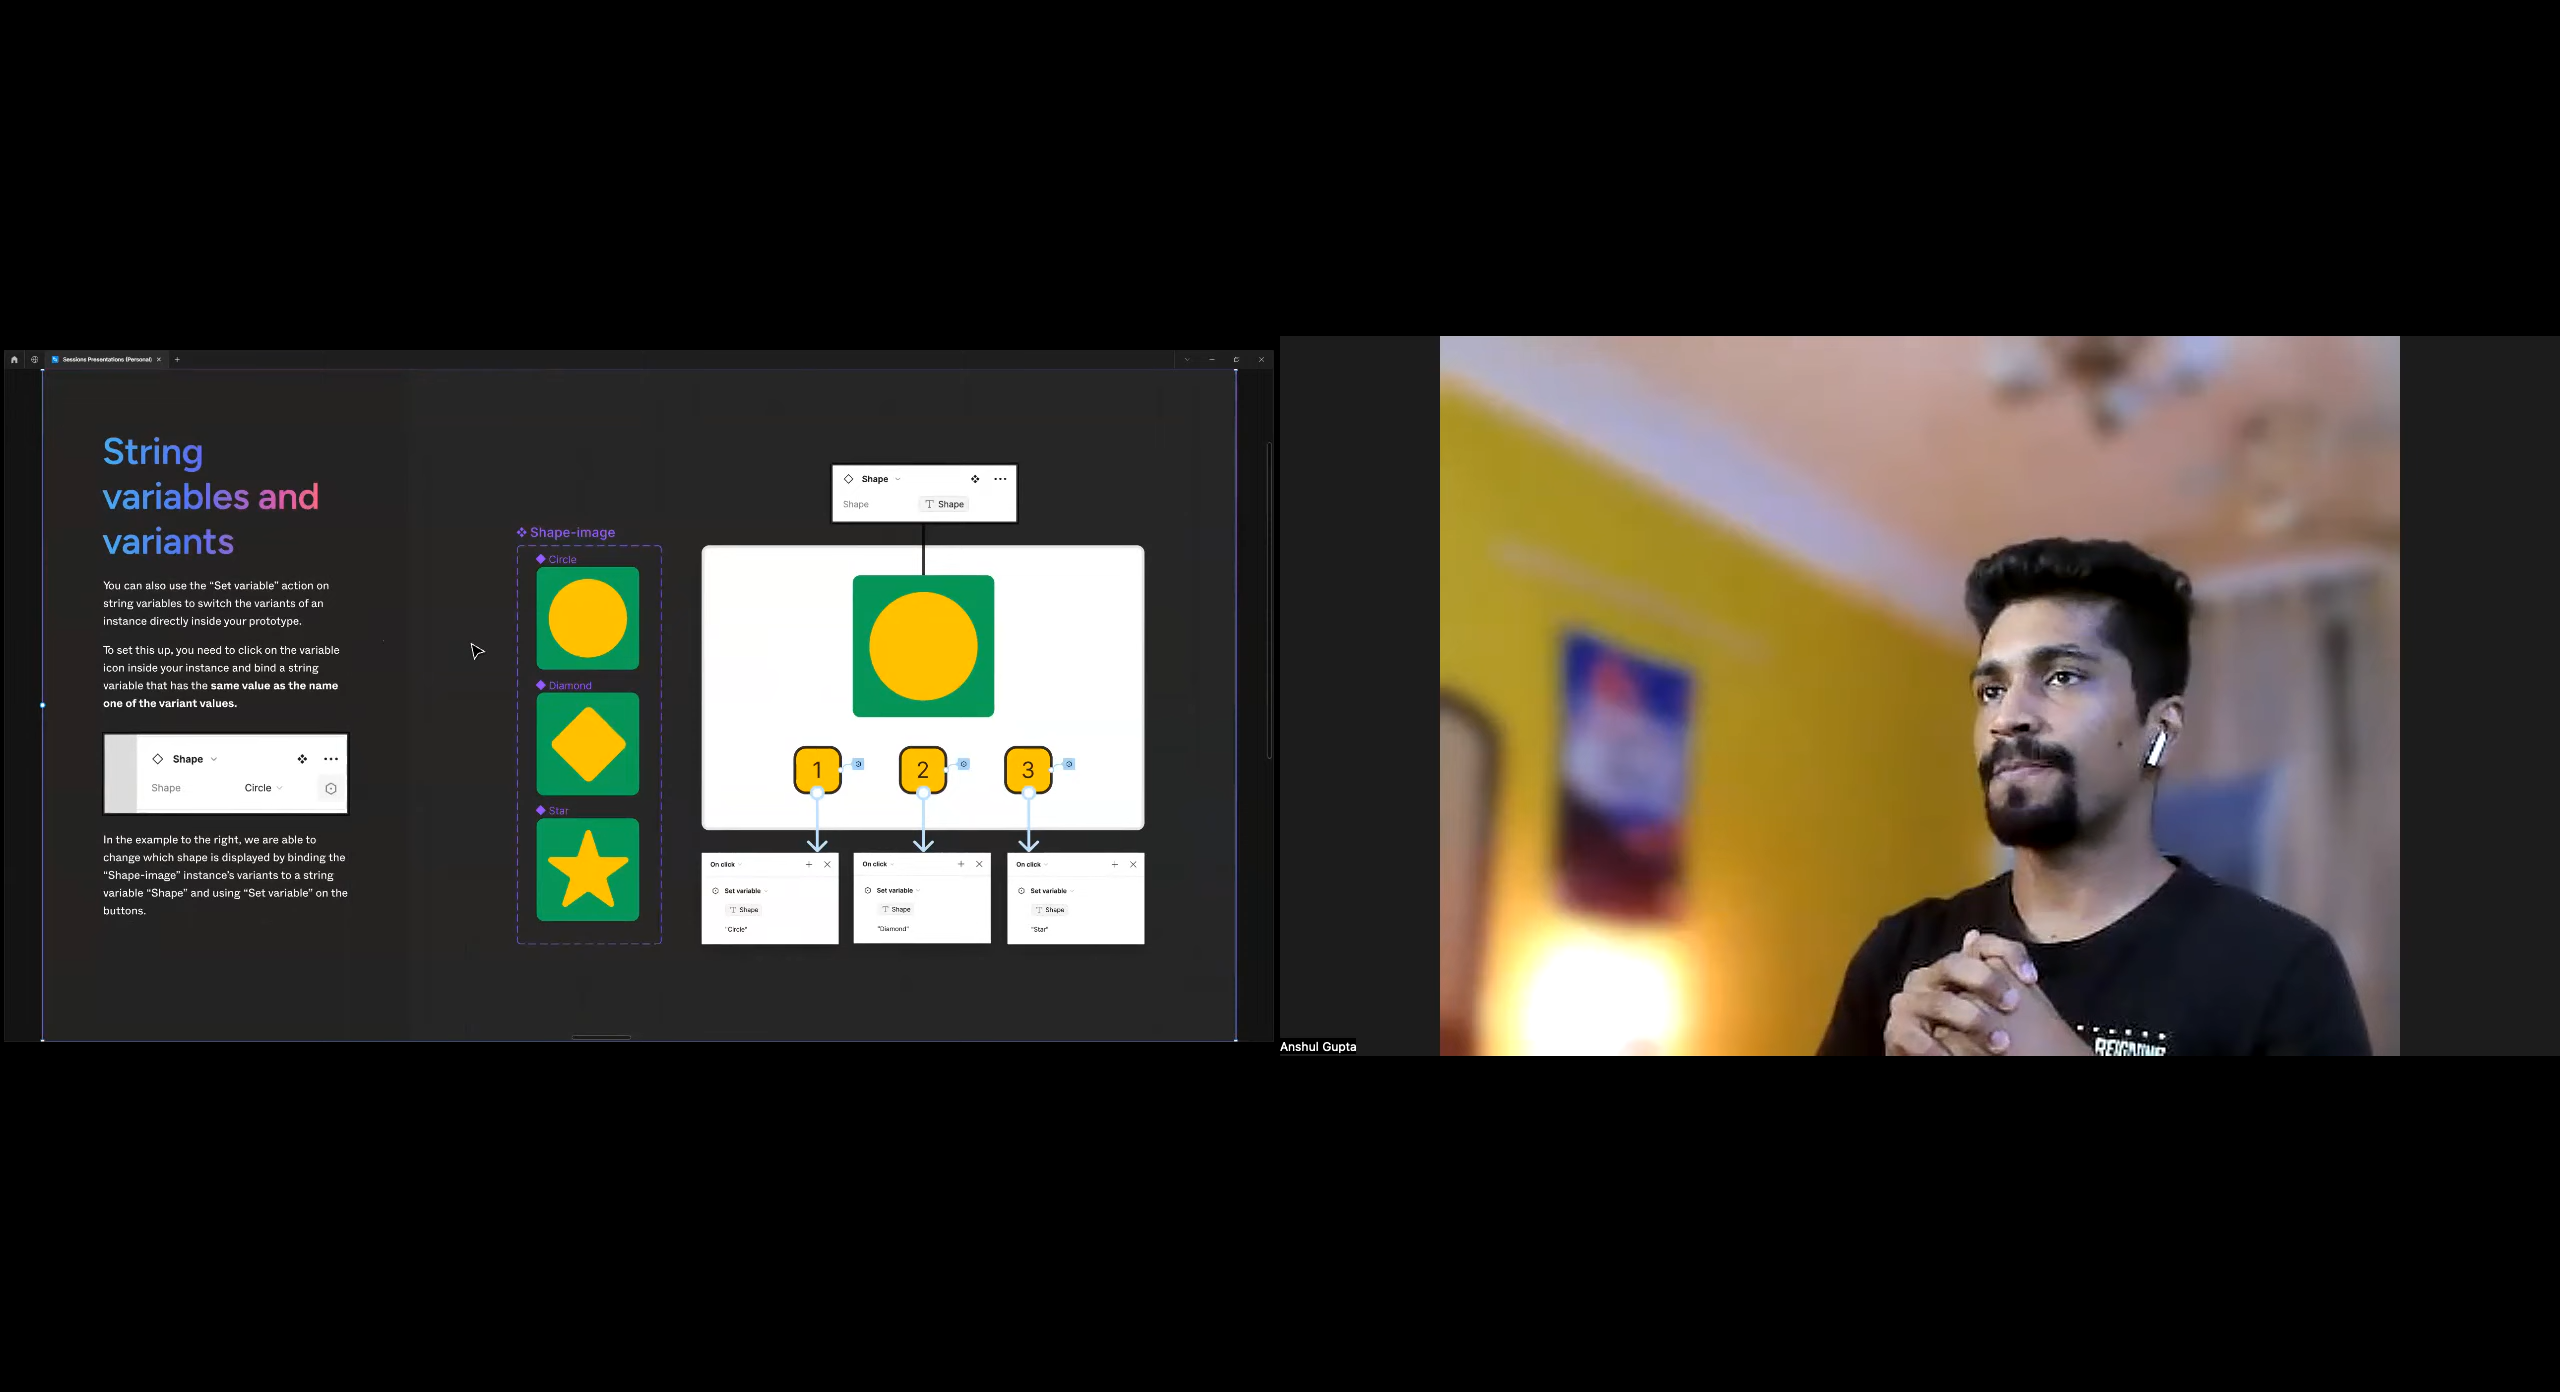 Sessions Presentations (Personal)
String
variables and
variants
You can also use the “Set variable” action on
string variables to switch the variants of an
instance directly inside your prototype.
To set this up, you need to click on the variable
icon inside your instance and bind a string
variable that has the same value as the name
one of the variant values.
Shape
Shape Circle
In the example to the right, we are able to
change which shape is displayed by binding the
“Shape-image” instance’s variants to a string
variable “Shape” and using “Set variable” on the
buttons.
Shape-image
Circle
Diamond
Star
Shape
Shape Shape
1 2 3
On click
Set variable
Shape
"Circle"
On click
Set variable
Shape
"Diamond"
On click
Set variable
Shape
"Star"
Anshul Gupta